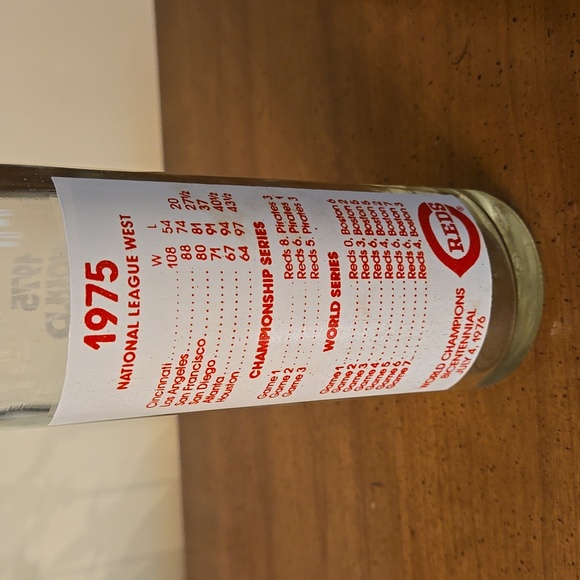 1975
NATIONAL LEAGUE WEST
W L
Cincinnati 108 54
Los Angeles 88 74 20
San Francisco 80 81 27½
San Diego 71 91 37
Atlanta 67 94 40½
Houston 64 97 43½
CHAMPIONSHIP SERIES
Game 1 Reds 8, Pirates 3
Game 2 Reds 6, Pirates 1
Game 3 Reds 5, Pirates 3
WORLD SERIES
Game 1 Reds 0, Boston 6
Game 2 Reds 3, Boston 2
Game 3 Reds 6, Boston 5
Game 4 Reds 4, Boston 5
Game 5 Reds 6, Boston 2
Game 6 Reds 6, Boston 7
Game 7 Reds 4, Boston 3
WORLD CHAMPIONS
BICENTENNIAL
JULY 4, 1976
REDS
®
1975